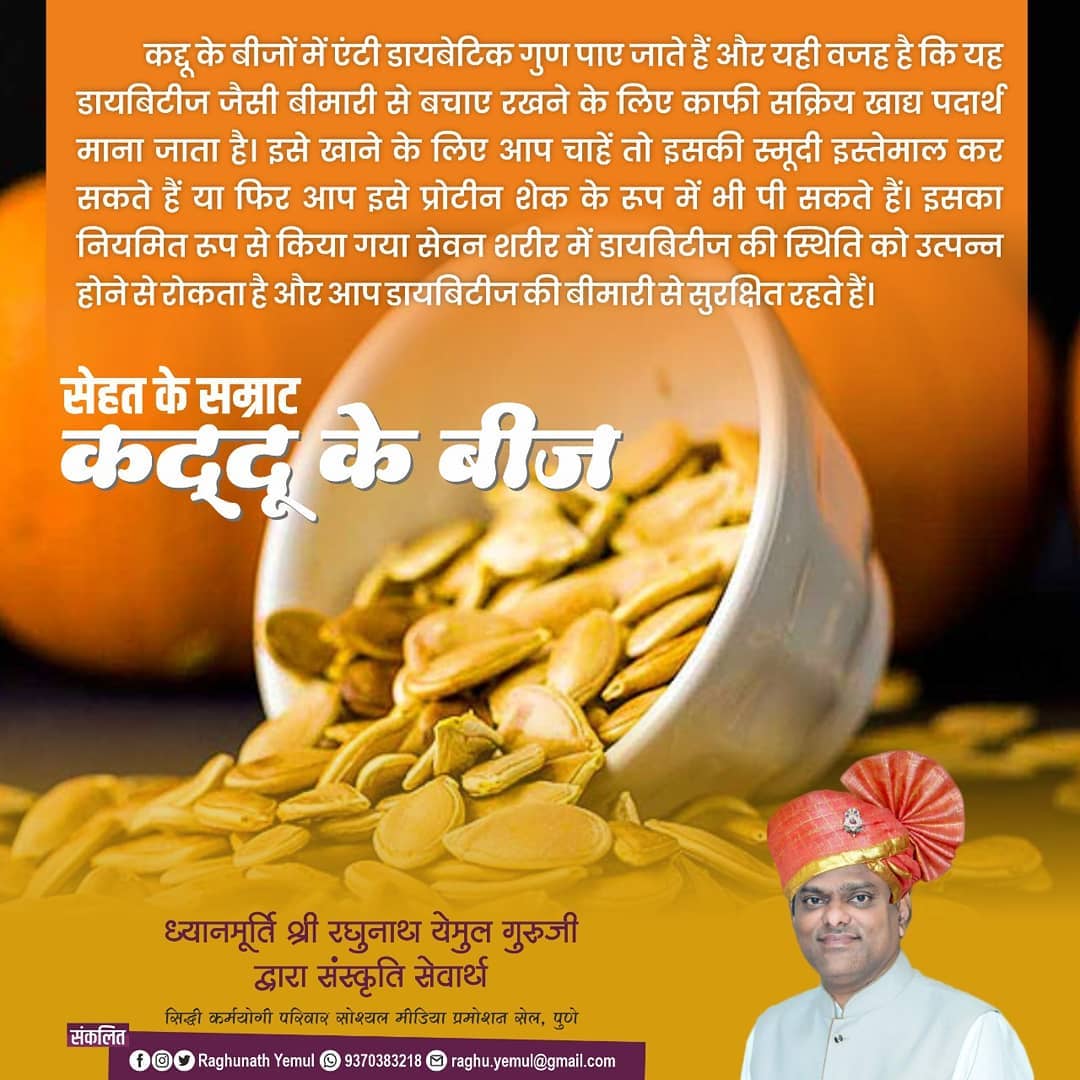 कद्दू के बीजों में एंटी डायबेटिक गुण पाए जाते हैं और यही वजह है कि यह
डायबिटीज जैसी बीमारी से बचाए रखने के लिए काफी सक्रिय खाद्य पदार्थ
माना जाता है। इसे खाने के लिए आप चाहें तो इसकी स्मूदी इस्तेमाल कर
सकते हैं या फिर आप इसे प्रोटीन शेक के रूप में भी पी सकते हैं। इसका
नियमित रूप से किया गया सेवन शरीर में डायबिटीज की स्थिति को उत्पन्न
होने से रोकता है और आप डायबिटीज की बीमारी से सुरक्षित रहते हैं।
सेहत के सम्राट
कद्दू के बीज
ध्यानमूर्ति श्री रघुनाथ येमुल गुरुजी
द्वारा संस्कृति सेवार्थ
सिद्धी कर्मयोगी परिवार सोश्यल मीडिया प्रमोशन सेल, पुणे
संकलित
Raghunath Yemul 9370383218 raghu.yemul@gmail.com